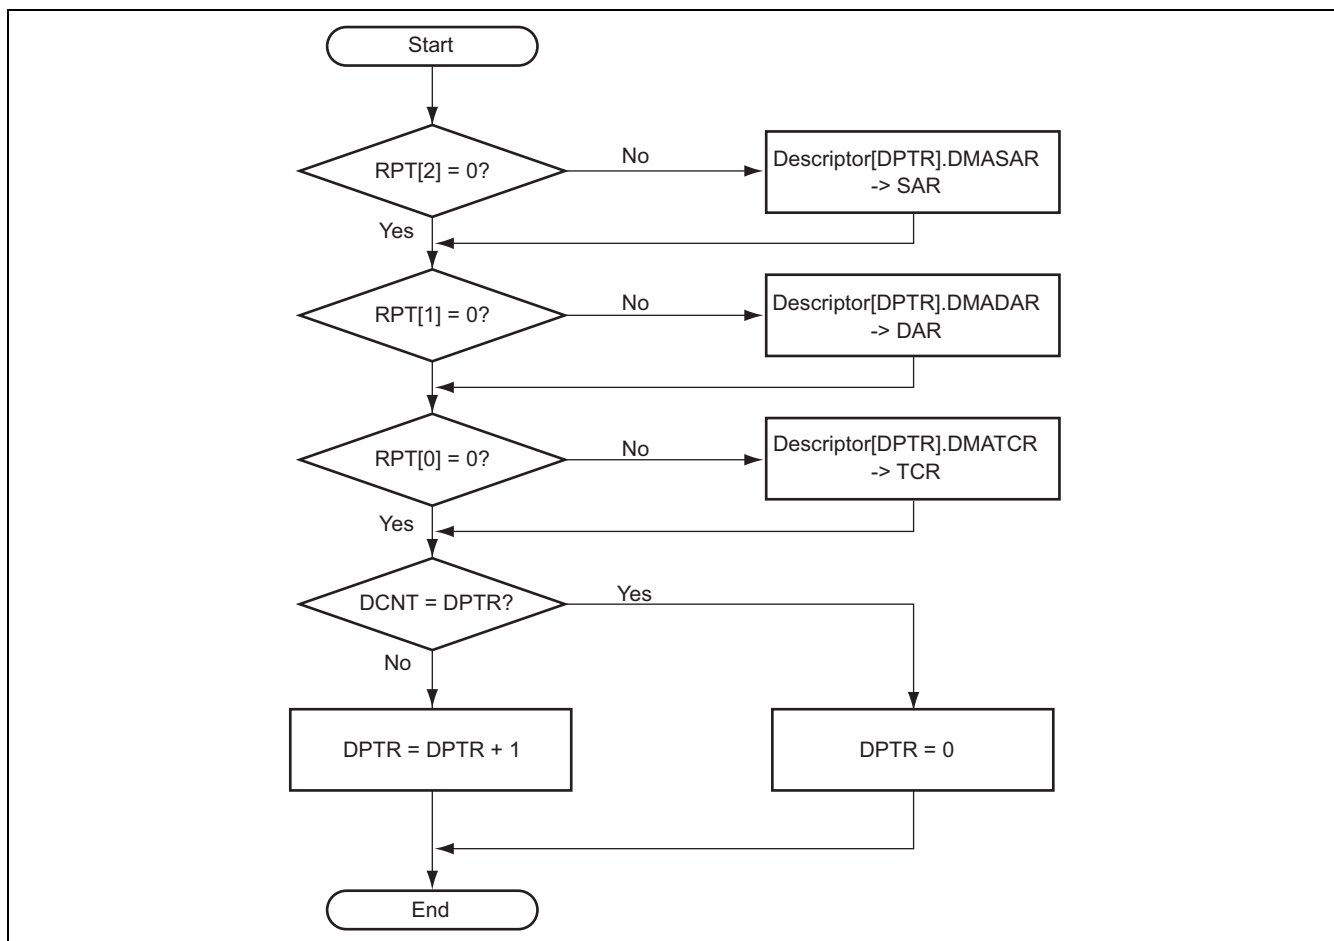 Start
RPT[2] = 0?
No
Descriptor[DPTR].DMASAR
-> SAR
Yes
RPT[1] = 0?
No
Descriptor[DPTR].DMADAR
-> DAR
RPT[0] = 0?
No
Descriptor[DPTR].DMATCR
-> TCR
Yes
DCNT = DPTR?
Yes
No
DPTR = DPTR + 1
DPTR = 0
End